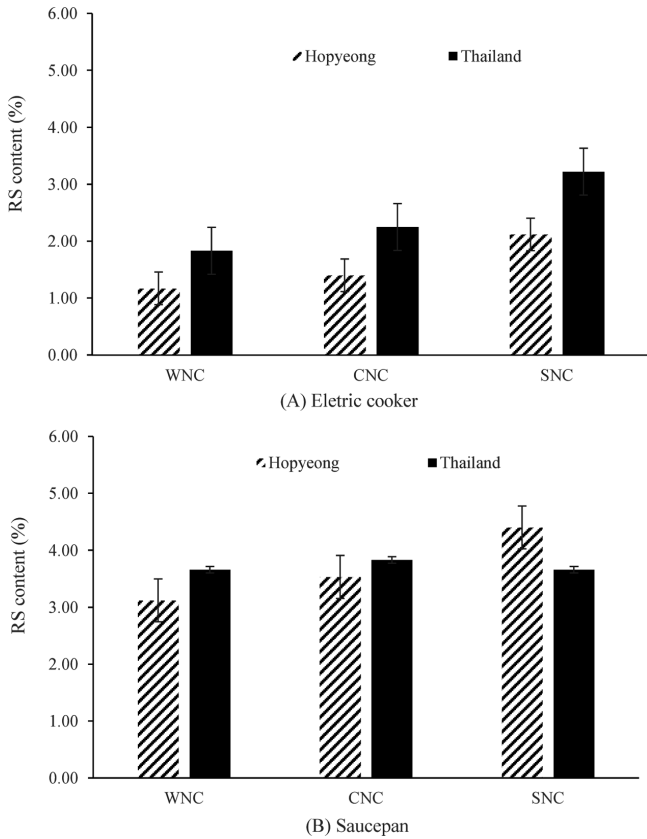 6.00
5.00
4.00
3.00
2.00
1.00
0.00
RS content (%)
Hopyeong
Thailand
WNC
CNC
SNC
(A) Eletric cooker
6.00
5.00
4.00
3.00
2.00
1.00
0.00
RS content (%)
Hopyeong
Thailand
WNC
CNC
SNC
(B) Saucepan